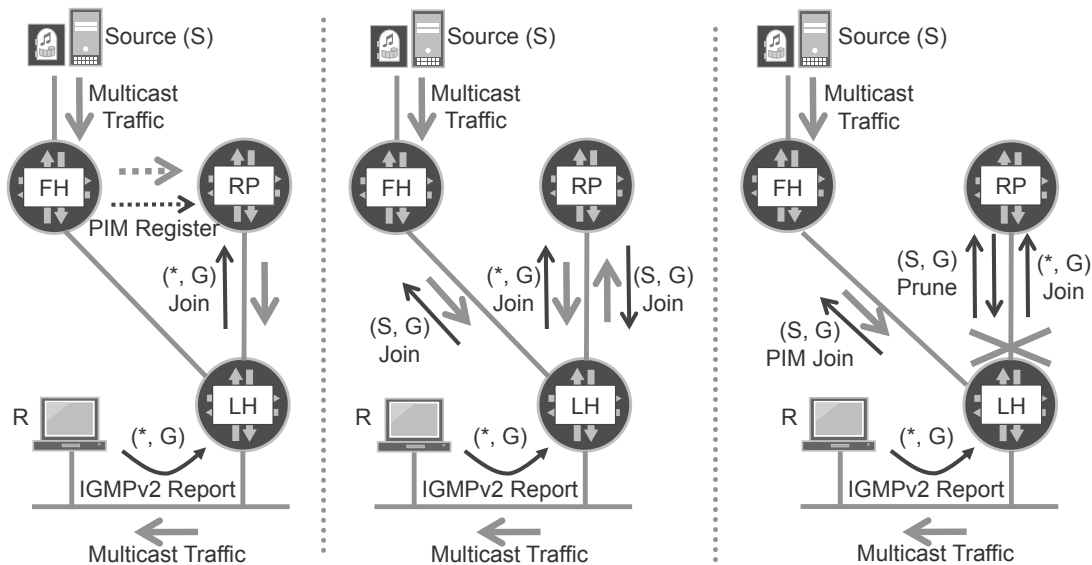 Source (S)
Multicast
Traffic
FH
RP
PIM Register
(*, G)
Join
LH
R
(*, G)
IGMPv2 Report
Multicast Traffic
Source (S)
Multicast
Traffic
FH
RP
(S, G)
Join
(*, G)
Join
(S, G)
Join
LH
R
(*, G)
IGMPv2 Report
Multicast Traffic
Source (S)
Multicast
Traffic
FH
RP
(S, G)
Prune
(*, G)
Join
(S, G)
PIM Join
LH
R
(*, G)
IGMPv2 Report
Multicast Traffic